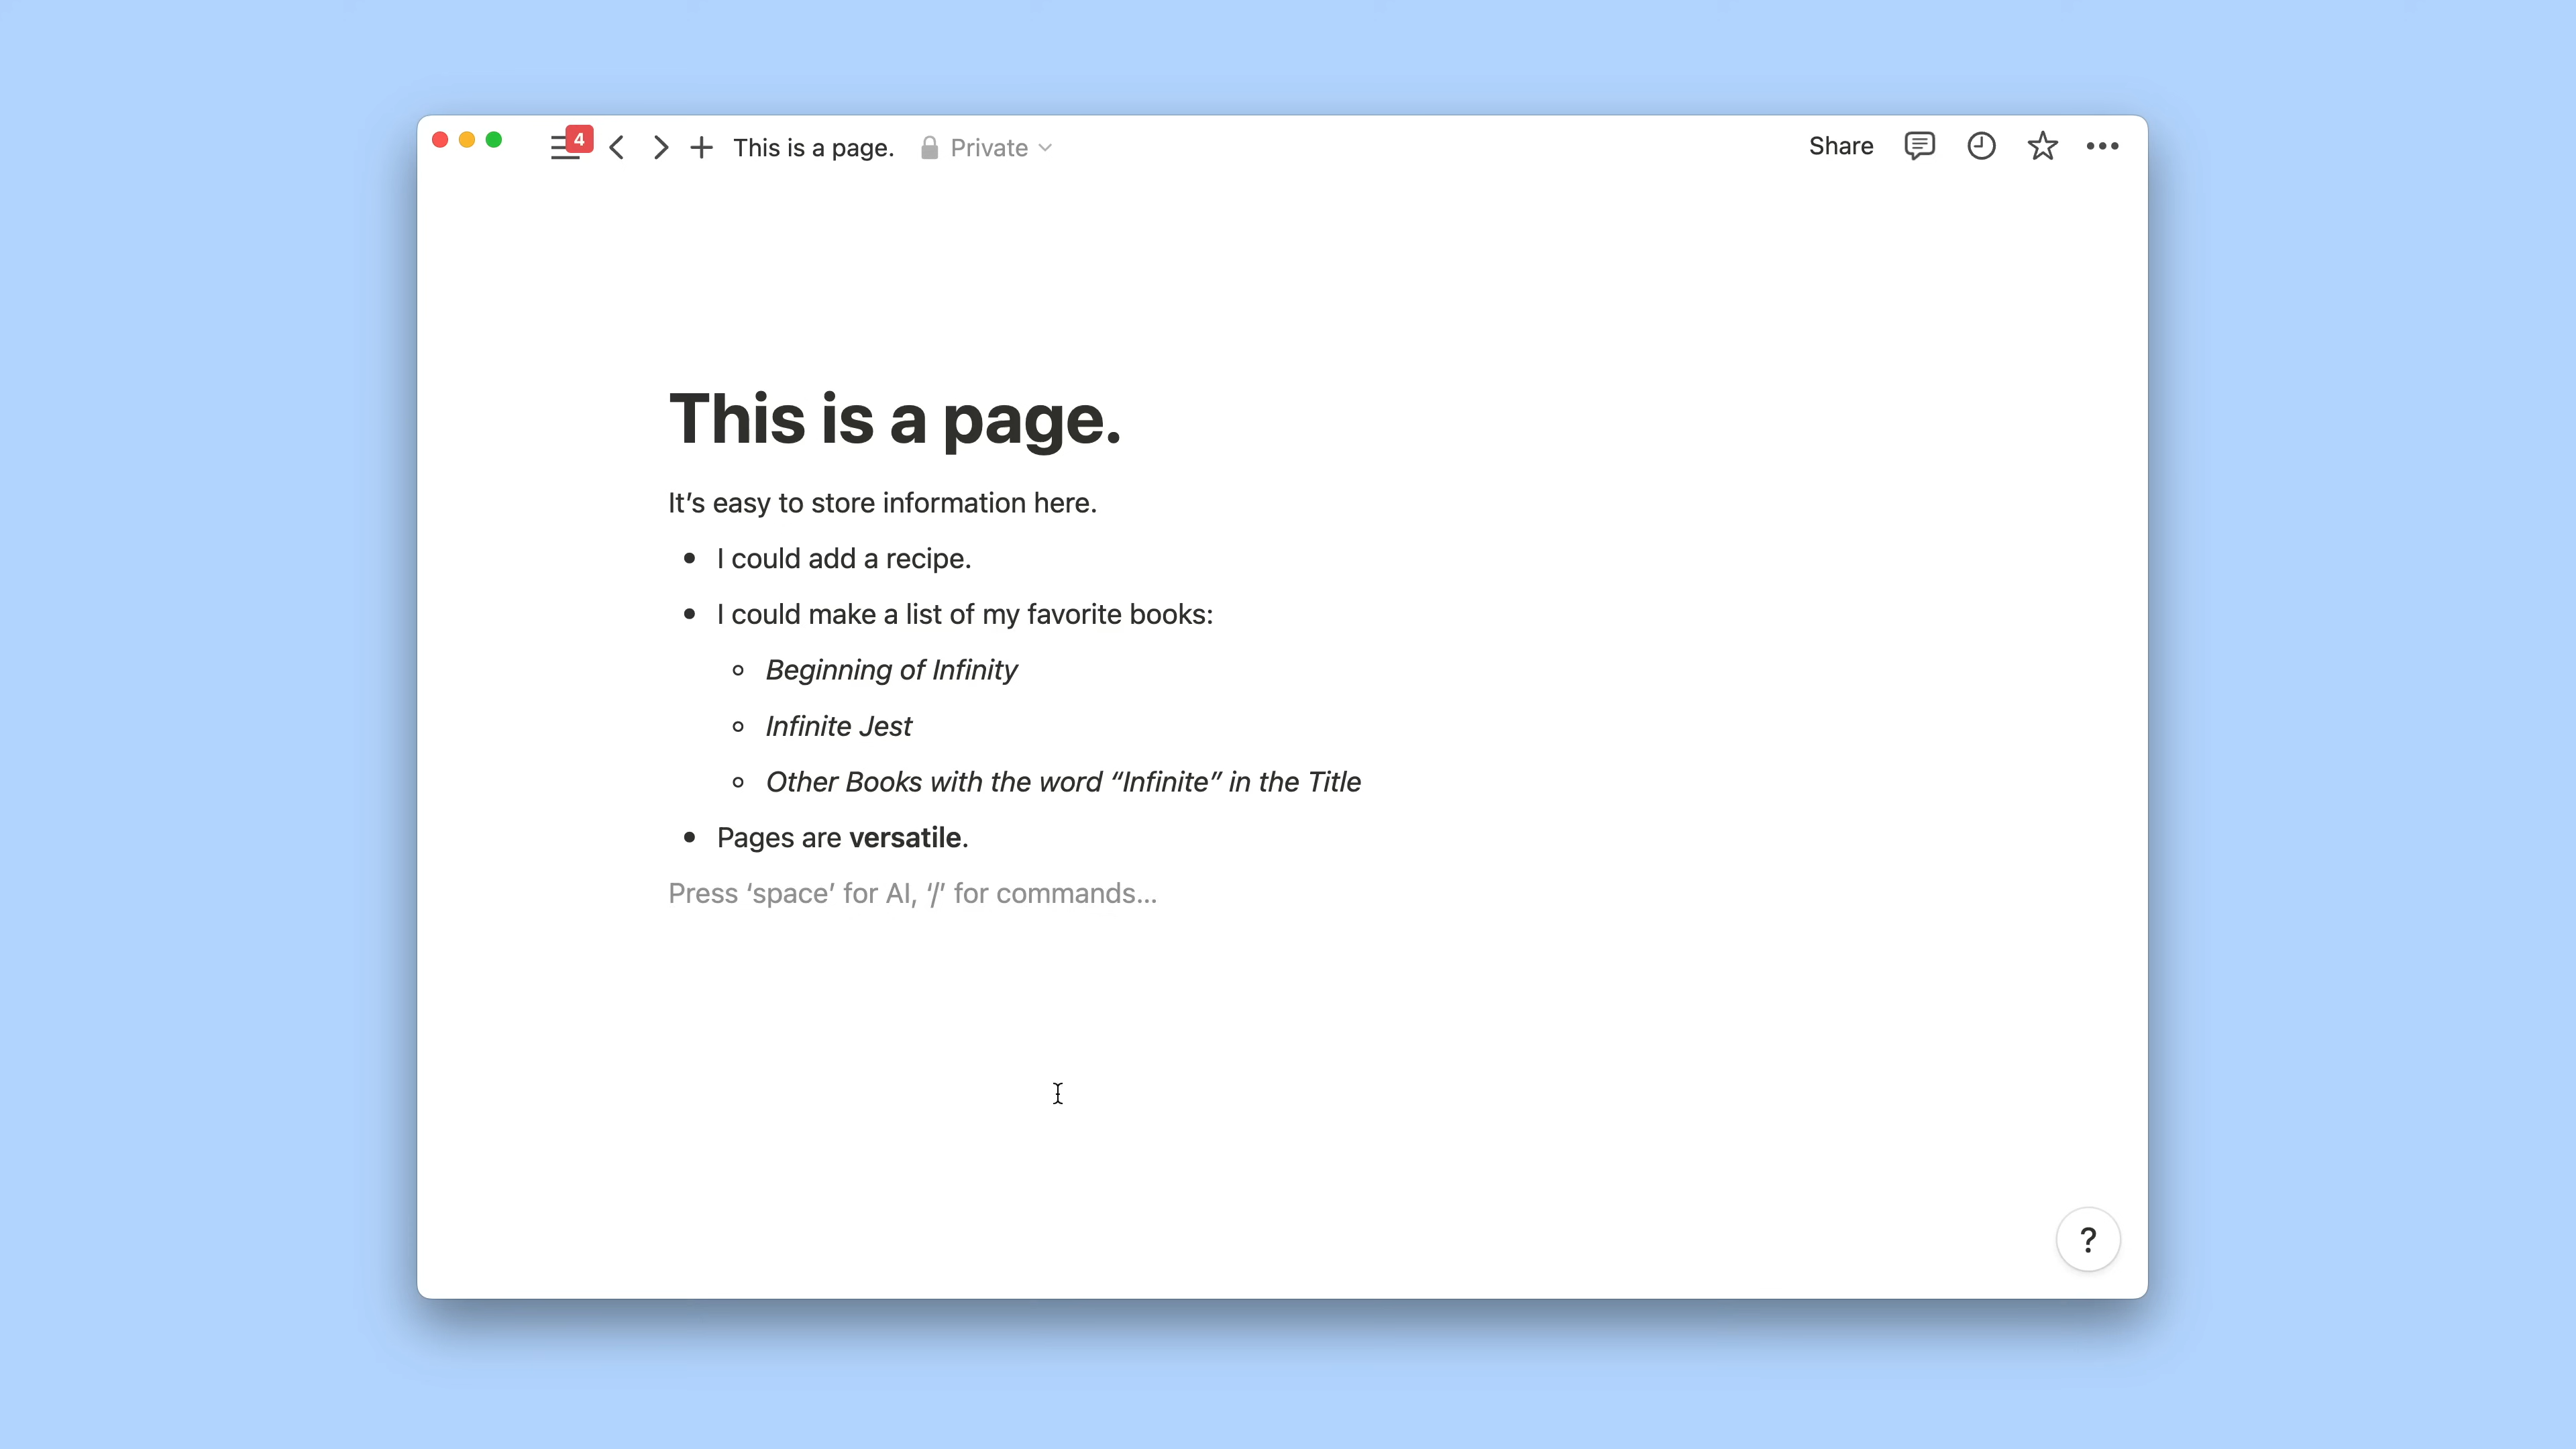 4
This is a page.
Private
Share
This is a page.
It’s easy to store information here.
I could add a recipe.
I could make a list of my favorite books:
Beginning of Infinity
Infinite Jest
Other Books with the word “Infinite” in the Title
Pages are versatile.
Press ‘space’ for AI, ‘/’ for commands…
?